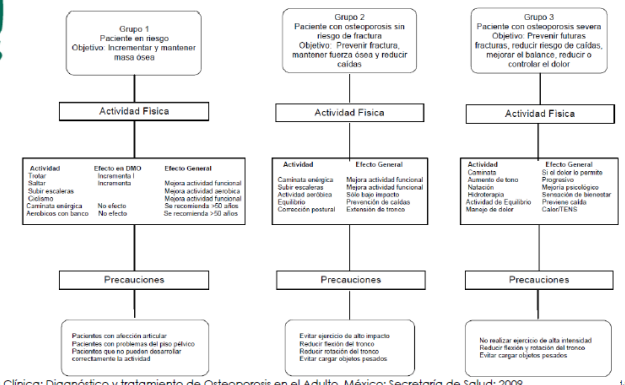 Grupo 1
Paciente en riesgo
Objetivo: Incrementar y mantener
masa ósea
Actividad Física
Actividad Efecto en DMO Efecto General
Trotar Incrementa
Saltar Incrementa Mejora actividad funcional
Subir escaleras Mejora actividad aerobica
Ciclismo Mejora actividad funcional
Caminata enérgica No efecto Se recomienda >50 años
Aerobicos con banco No efecto Se recomienda >50 años
Precauciones
Pacientes con afección articular
Pacientes con problemas del piso pélvico
Pacientes que no pueden desarrollar
correctamente la actividad
Grupo 2
Paciente con osteoporosis sin
riesgo de fractura
Objetivo: Prevenir fractura,
mantener fuerza ósea y reducir
caídas
Actividad Física
Actividad Efecto General
Caminata enérgica Mejora actividad funcional
Subir escaleras Mejora actividad funcional
Actividad aeróbica Sólo bajo impacto
Equilibrio Prevención de caídas
Corrección postural Extensión de tronco
Precauciones
Evitar ejercicio de alto impacto
Reducir flexión del tronco
Reducir rotación del tronco
Evitar cargar objetos pesados
Grupo 3
Paciente con osteoporosis severa
Objetivo: Prevenir futuras
fracturas, reducir riesgo de caídas,
mejorar el balance, reducir o
controlar el dolor
Actividad Física
Actividad Efecto General
Caminata Si el dolor lo permite
Aumento de tono Progresivo
Natación Mejora psicológico
Hidroterapia Sensación de bienestar
Actividad de Equilibrio Previene caída
Manejo de dolor Calor/TENS
Precauciones
No realizar ejercicio de alta intensidad
Reducir flexión y rotación del tronco
Evitar cargar objetos pesados
Clínica: Diagnóstico y tratamiento de Osteoporosis en el Adulto. México: Secretaría de Salud; 2009